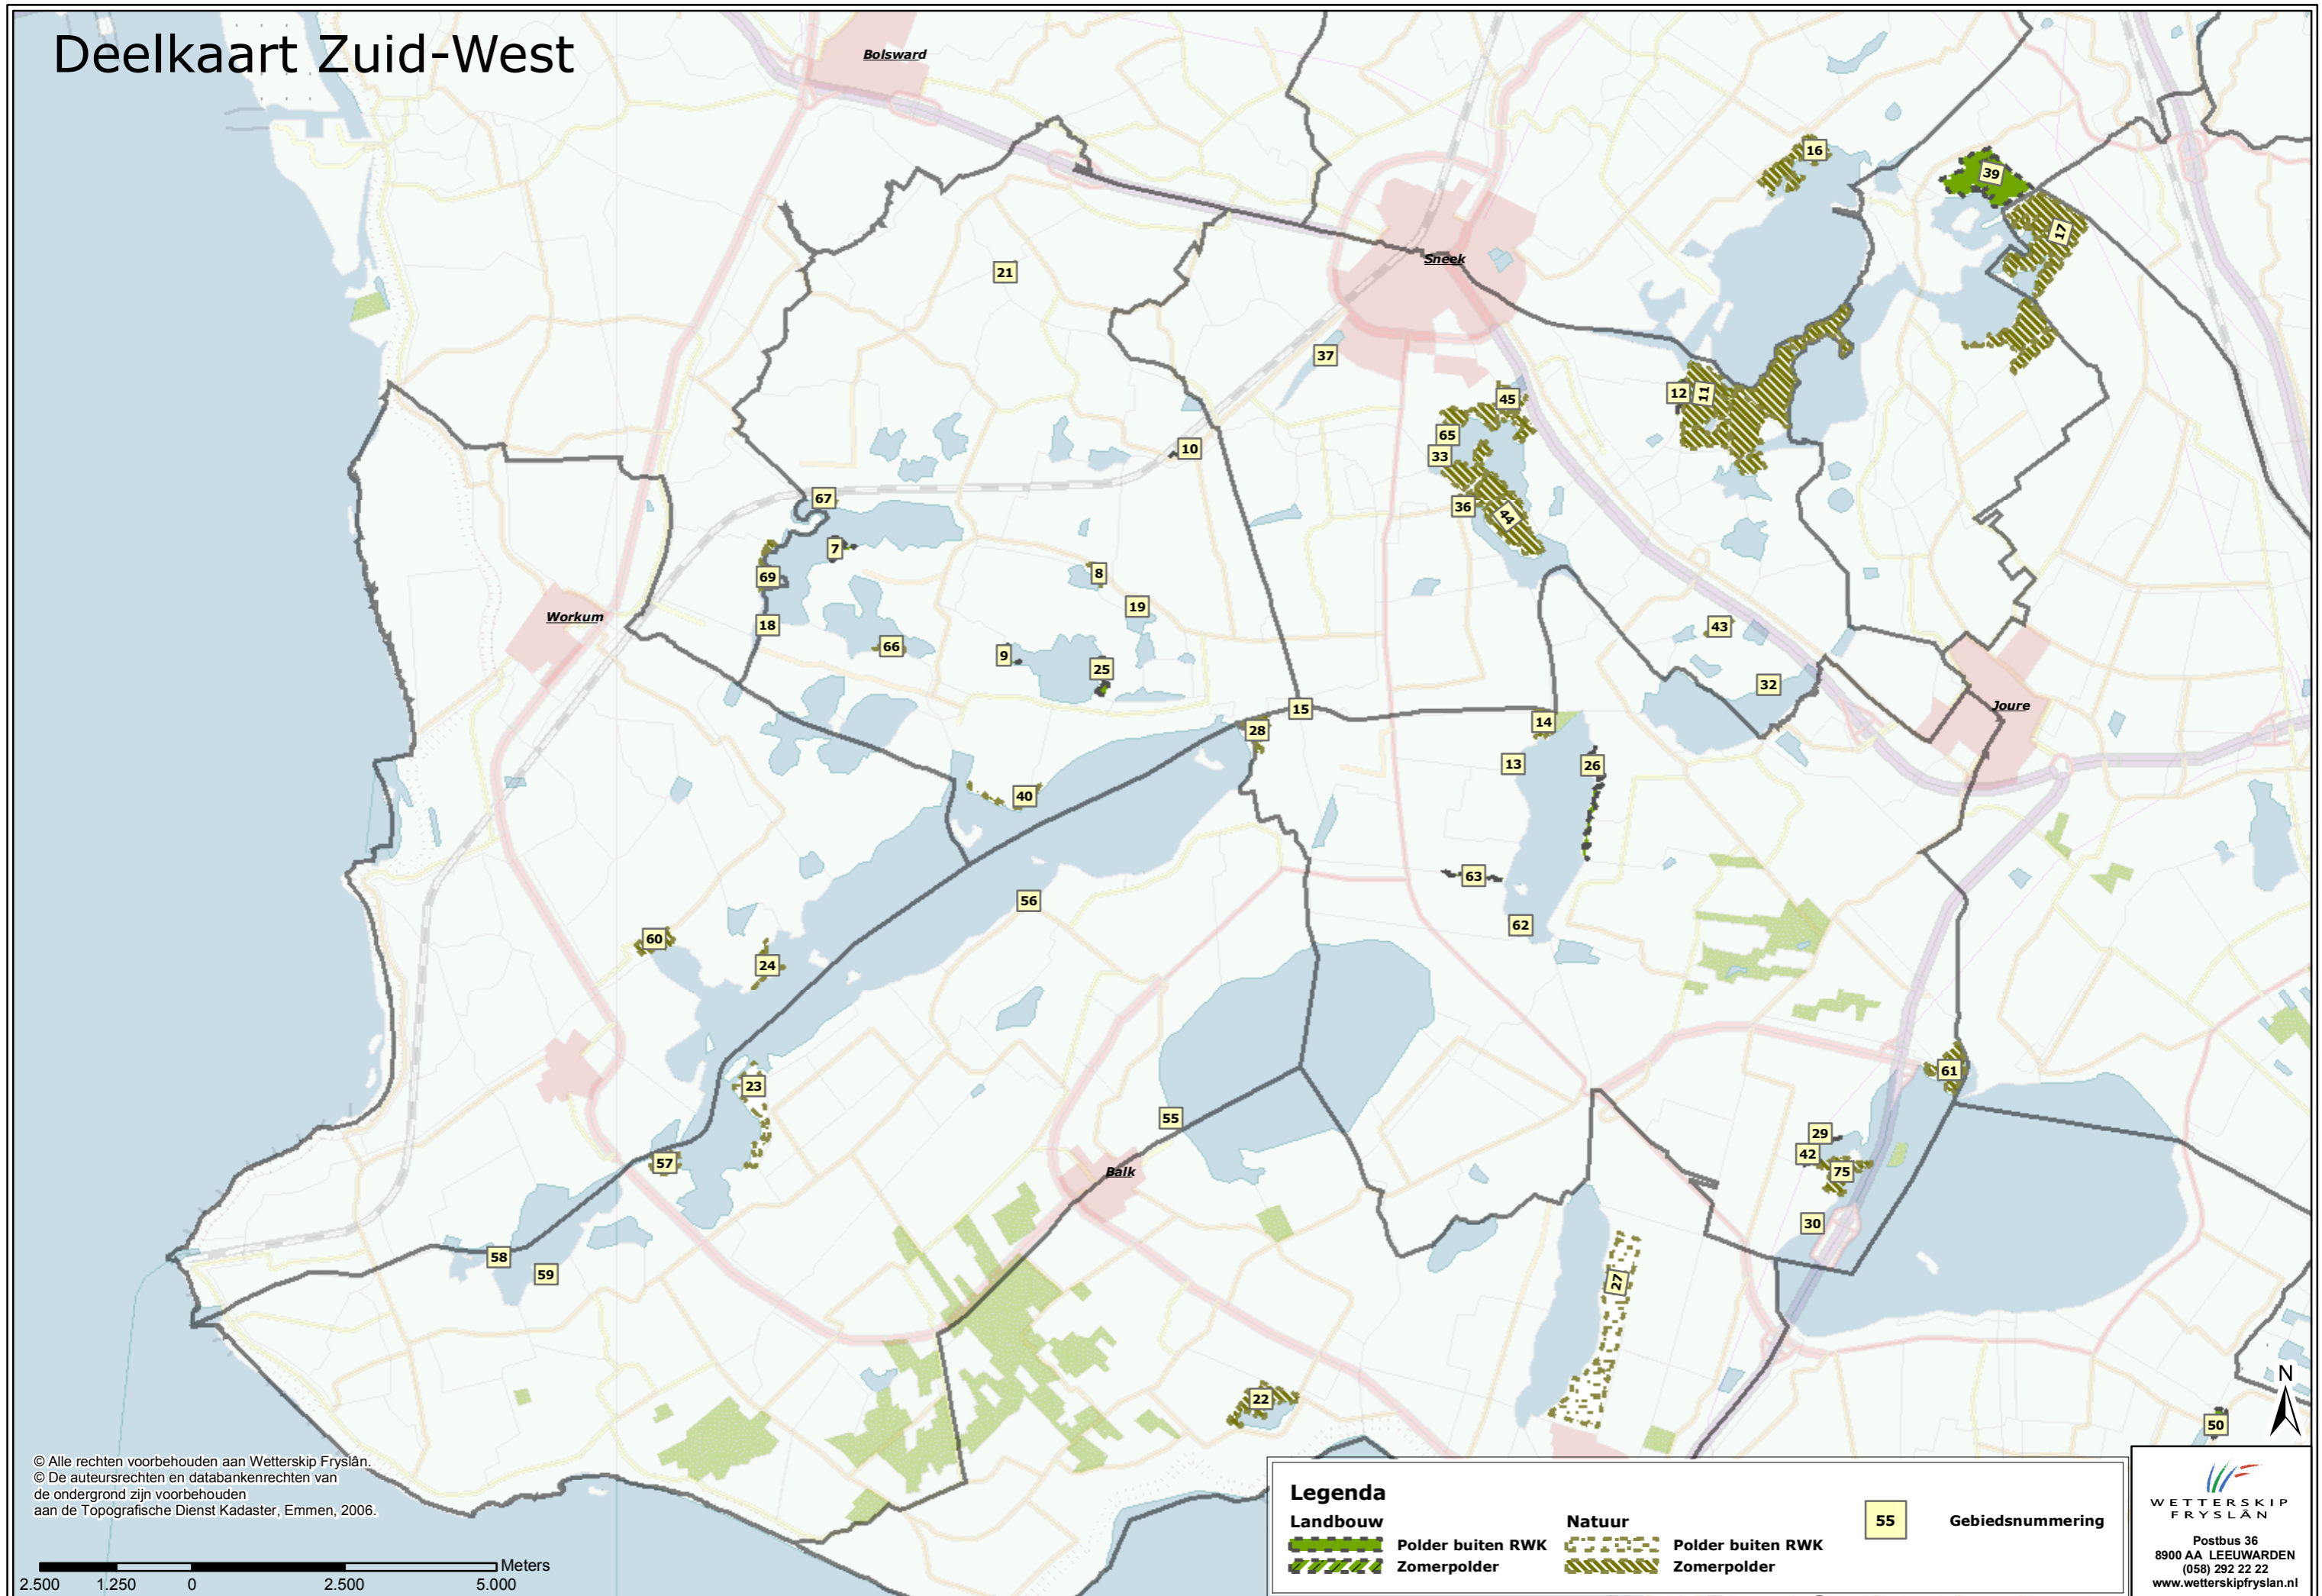 Deelkaart Zuid-West
Bolsward
16
39
17
21
Sneek
37
12
11
45
65
33
10
67
36
44
7
69
8
19
18
Workum
43
66
9
25
32
15
Joure
14
28
13
26
40
63
56
62
60
24
61
23
55
29
42
57
75
Balk
30
58
59
27
22
N
50
© Alle rechten voorbehouden aan Wetterskip Fryslân.
© De auteursrechten en databankenrechten van
de ondergrond zijn voorbehouden
aan de Topografische Dienst Kadaster, Emmen, 2006.
Meters
2.500 1.250 0 2.500 5.000
Legenda
Landbouw Natuur 55 Gebiedsnummering
Polder buiten RWK Polder buiten RWK
Zomerpolder Zomerpolder
WETTERSKIP
FRYSLÂN
Postbus 36
8900 AA LEEUWARDEN
(058) 292 22 22
www.wetterskipfryslan.nl